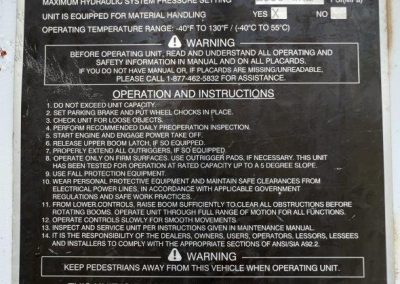 MAXIMUM HYDRAULIC SYSTEM PRESSURE SETTING
UNIT IS EQUIPPED FOR MATERIAL HANDLING YES X NO
OPERATING TEMPERATURE RANGE: -40°F TO 130°F / (-40°C TO 55°C)
WARNING
BEFORE OPERATING UNIT, READ AND UNDERSTAND ALL OPERATING AND
SAFETY INFORMATION IN MANUAL AND ON ALL PLACARDS.
IF YOU DO NOT HAVE MANUAL OR, IF PLACARDS ARE MISSING/UNREADABLE,
PLEASE CALL 1-877-462-5832 FOR ASSISTANCE.
OPERATION AND INSTRUCTIONS
1. DO NOT EXCEED UNIT CAPACITY.
2. SET PARKING BRAKE AND PUT WHEEL CHOCKS IN PLACE.
3. CHECK UNIT FOR LOOSE OBJECTS.
4. PERFORM RECOMMENDED DAILY PREOPERATION INSPECTION.
5. START ENGINE AND ENGAGE POWER TAKE OFF.
6. RELEASE UPPER BOOM LATCH, IF SO EQUIPPED.
7. PROPERLY EXTEND ALL OUTRIGGERS, IF SO EQUIPPED.
8. OPERATE ONLY ON FIRM SURFACES. USE OUTRIGGER PADS, IF NECESSARY. THIS UNIT
HAS BEEN TESTED FOR OPERATION AT RATED CAPACITY UP TO A 5 DEGREE SLOPE.
9. USE FALL PROTECTION EQUIPMENT.
10. WEAR PERSONAL PROTECTIVE EQUIPMENT AND MAINTAIN SAFE CLEARANCES FROM
ELECTRICAL POWER LINES, IN ACCORDANCE WITH APPLICABLE GOVERNMENT
REGULATIONS AND SAFE WORK PRACTICES.
11. FROM LOWER CONTROLS, RAISE BOOM SUFFICIENTLY TO CLEAR ALL OBSTRUCTIONS BEFORE
ROTATING BOOMS. OPERATE UNIT THROUGH FULL RANGE OF MOTION FOR ALL FUNCTIONS.
12. OPERATE CONTROLS SLOWLY FOR SMOOTH MOVEMENTS
13. INSPECT AND SERVICE UNIT PER INSTRUCTIONS GIVEN IN MAINTENANCE MANUAL.
14. IT IS THE RESPONSIBILITY OF THE DEALERS, OWNERS, USERS, OPERATORS, LESSORS, LESSEES
AND INSTALLERS TO COMPLY WITH THE APPROPRIATE SECTIONS OF ANSI/SIA A92.2.
WARNING
KEEP PEDESTRIANS AWAY FROM THIS VEHICLE WHEN OPERATING UNIT.